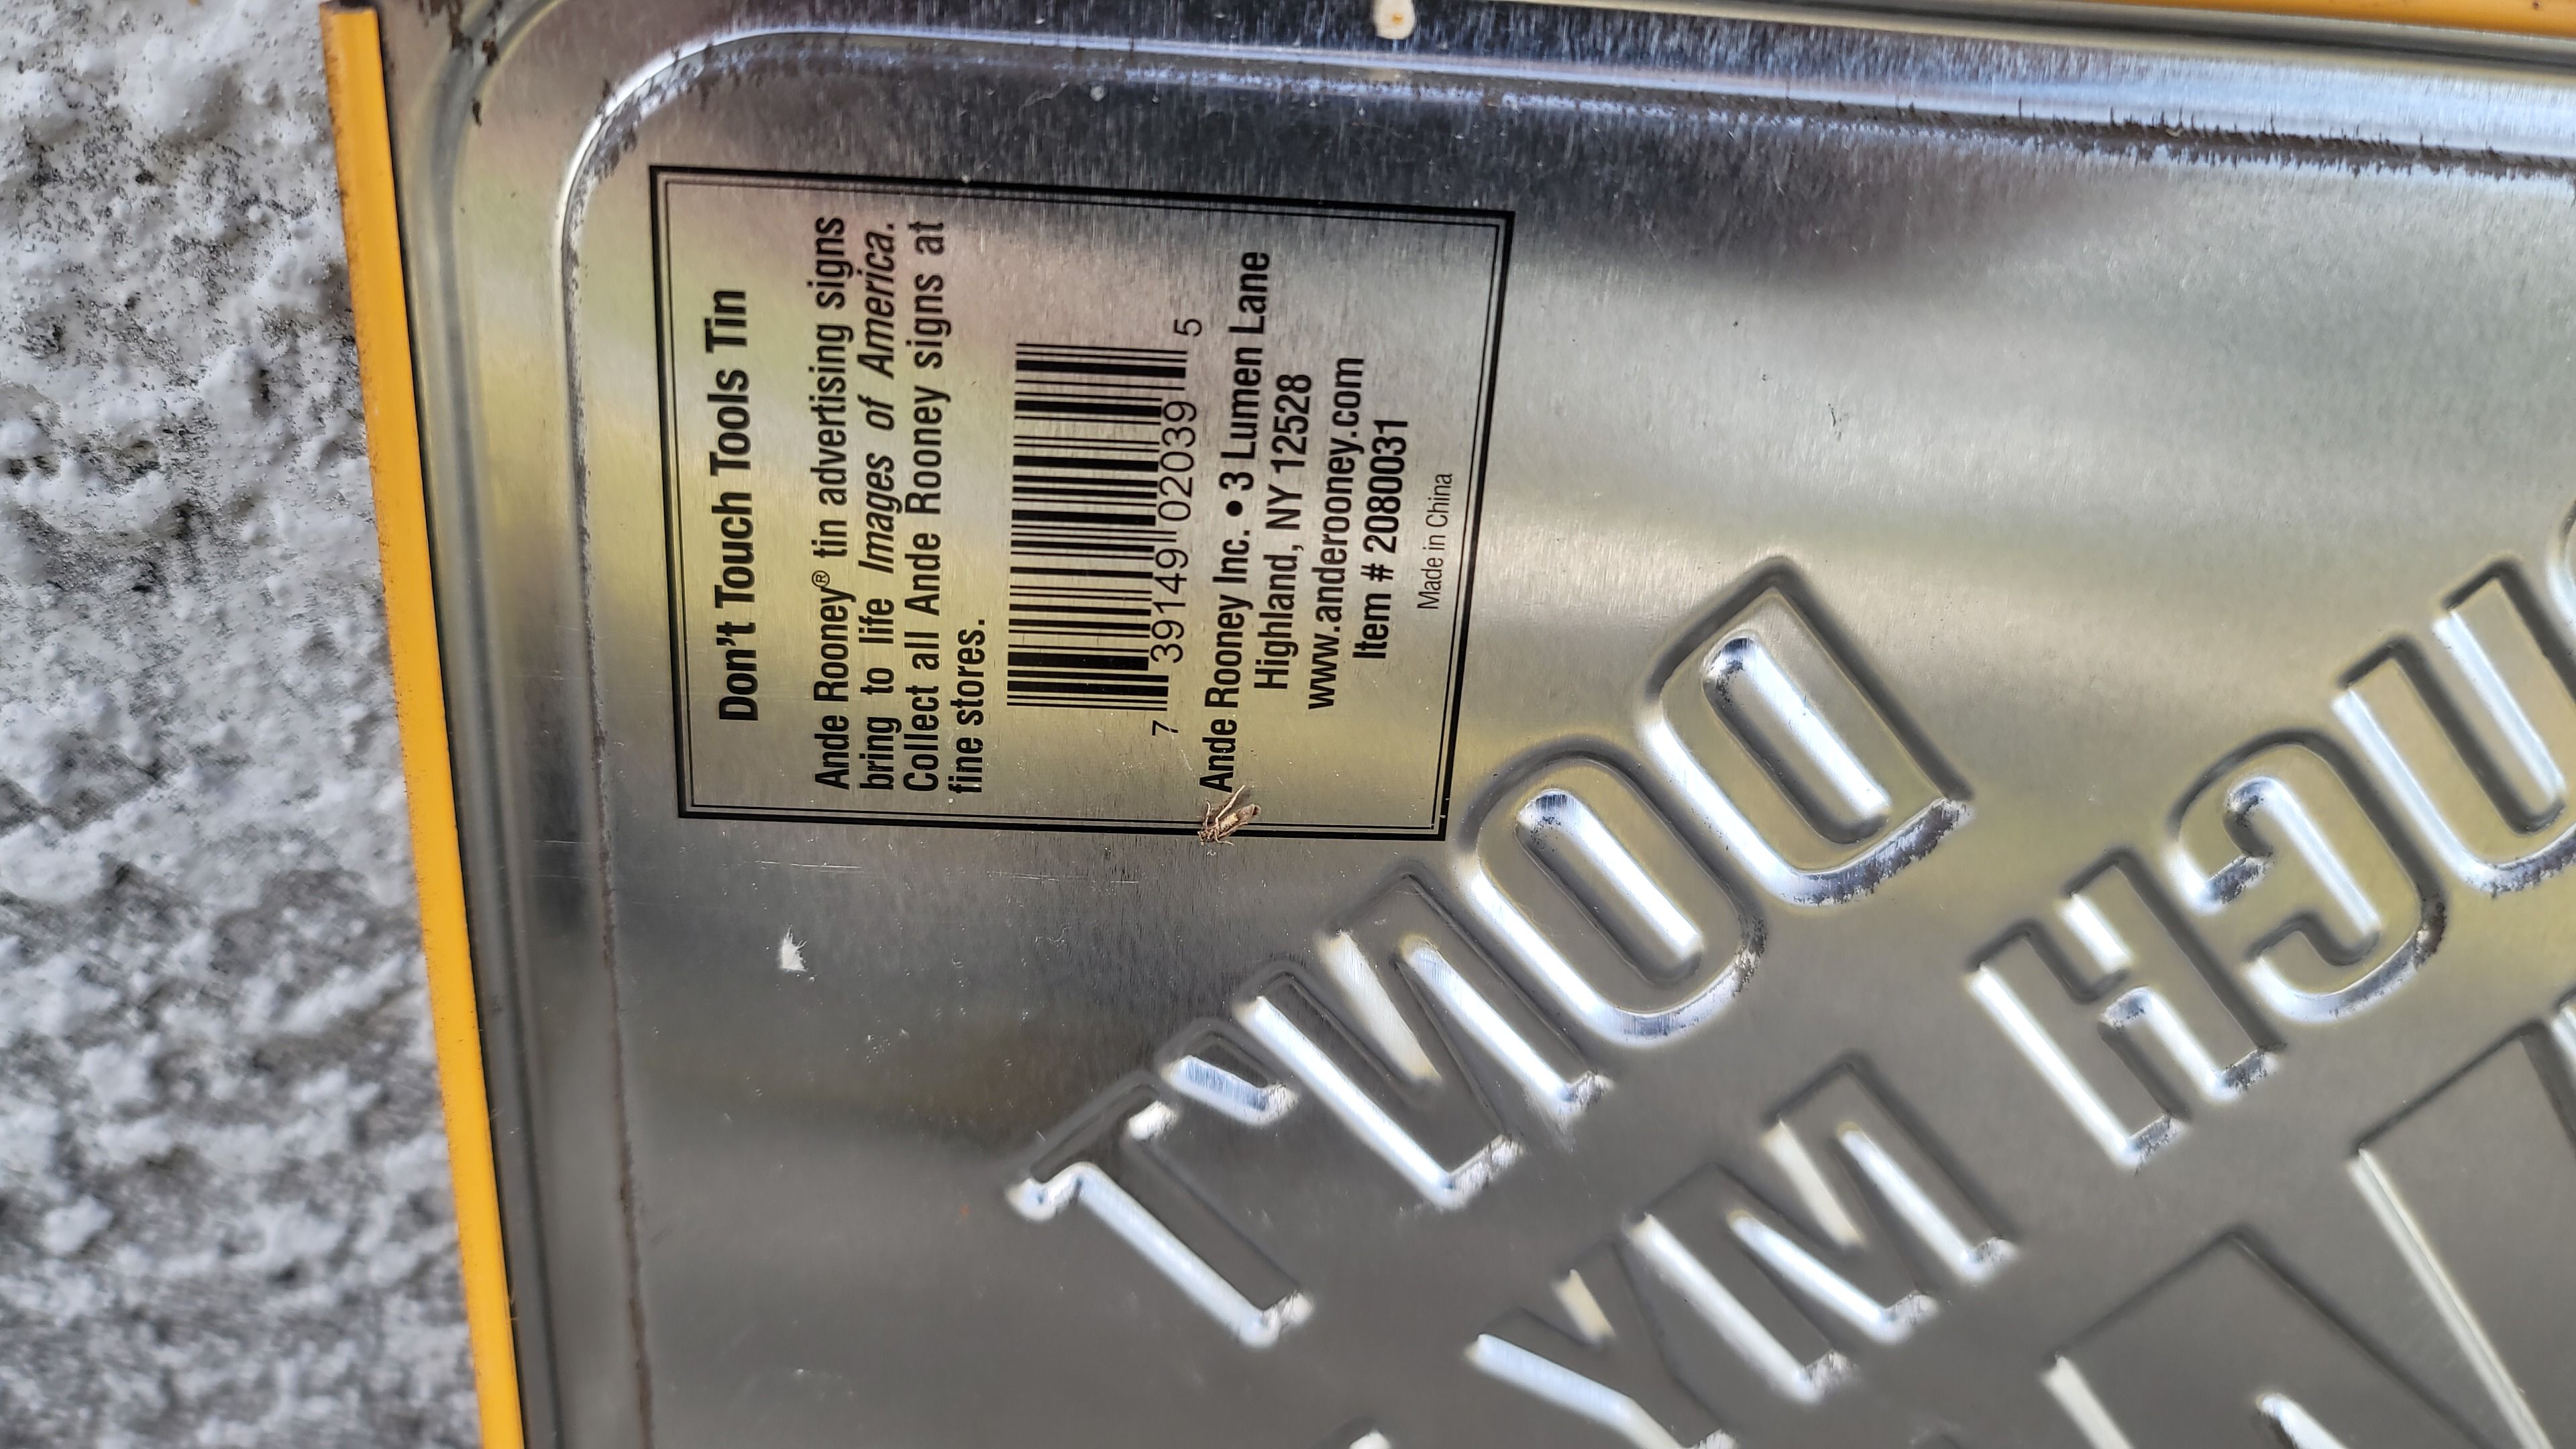 Don't Touch Tools Tin
Ande Rooney® tin advertising signs
bring to life Images of America.
Collect all Ande Rooney signs at
fine stores.
7 39149 02039 5
Ande Rooney Inc. • 3 Lumen Lane
Highland, NY 12528
www.anderooney.com
Item # 2080031
Made in China
DON'T
OUGH
MY